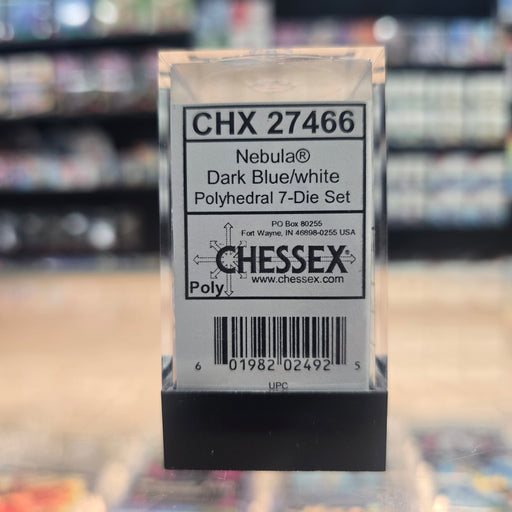 CHX 27466
Nebula®
Dark Blue/white
Polyhedral 7-Die Set
PO Box 80255
Fort Wayne, IN 46898-0255 USA
CHESSEX®
www.chessex.com
Poly
6 01982 02492 5
UPC